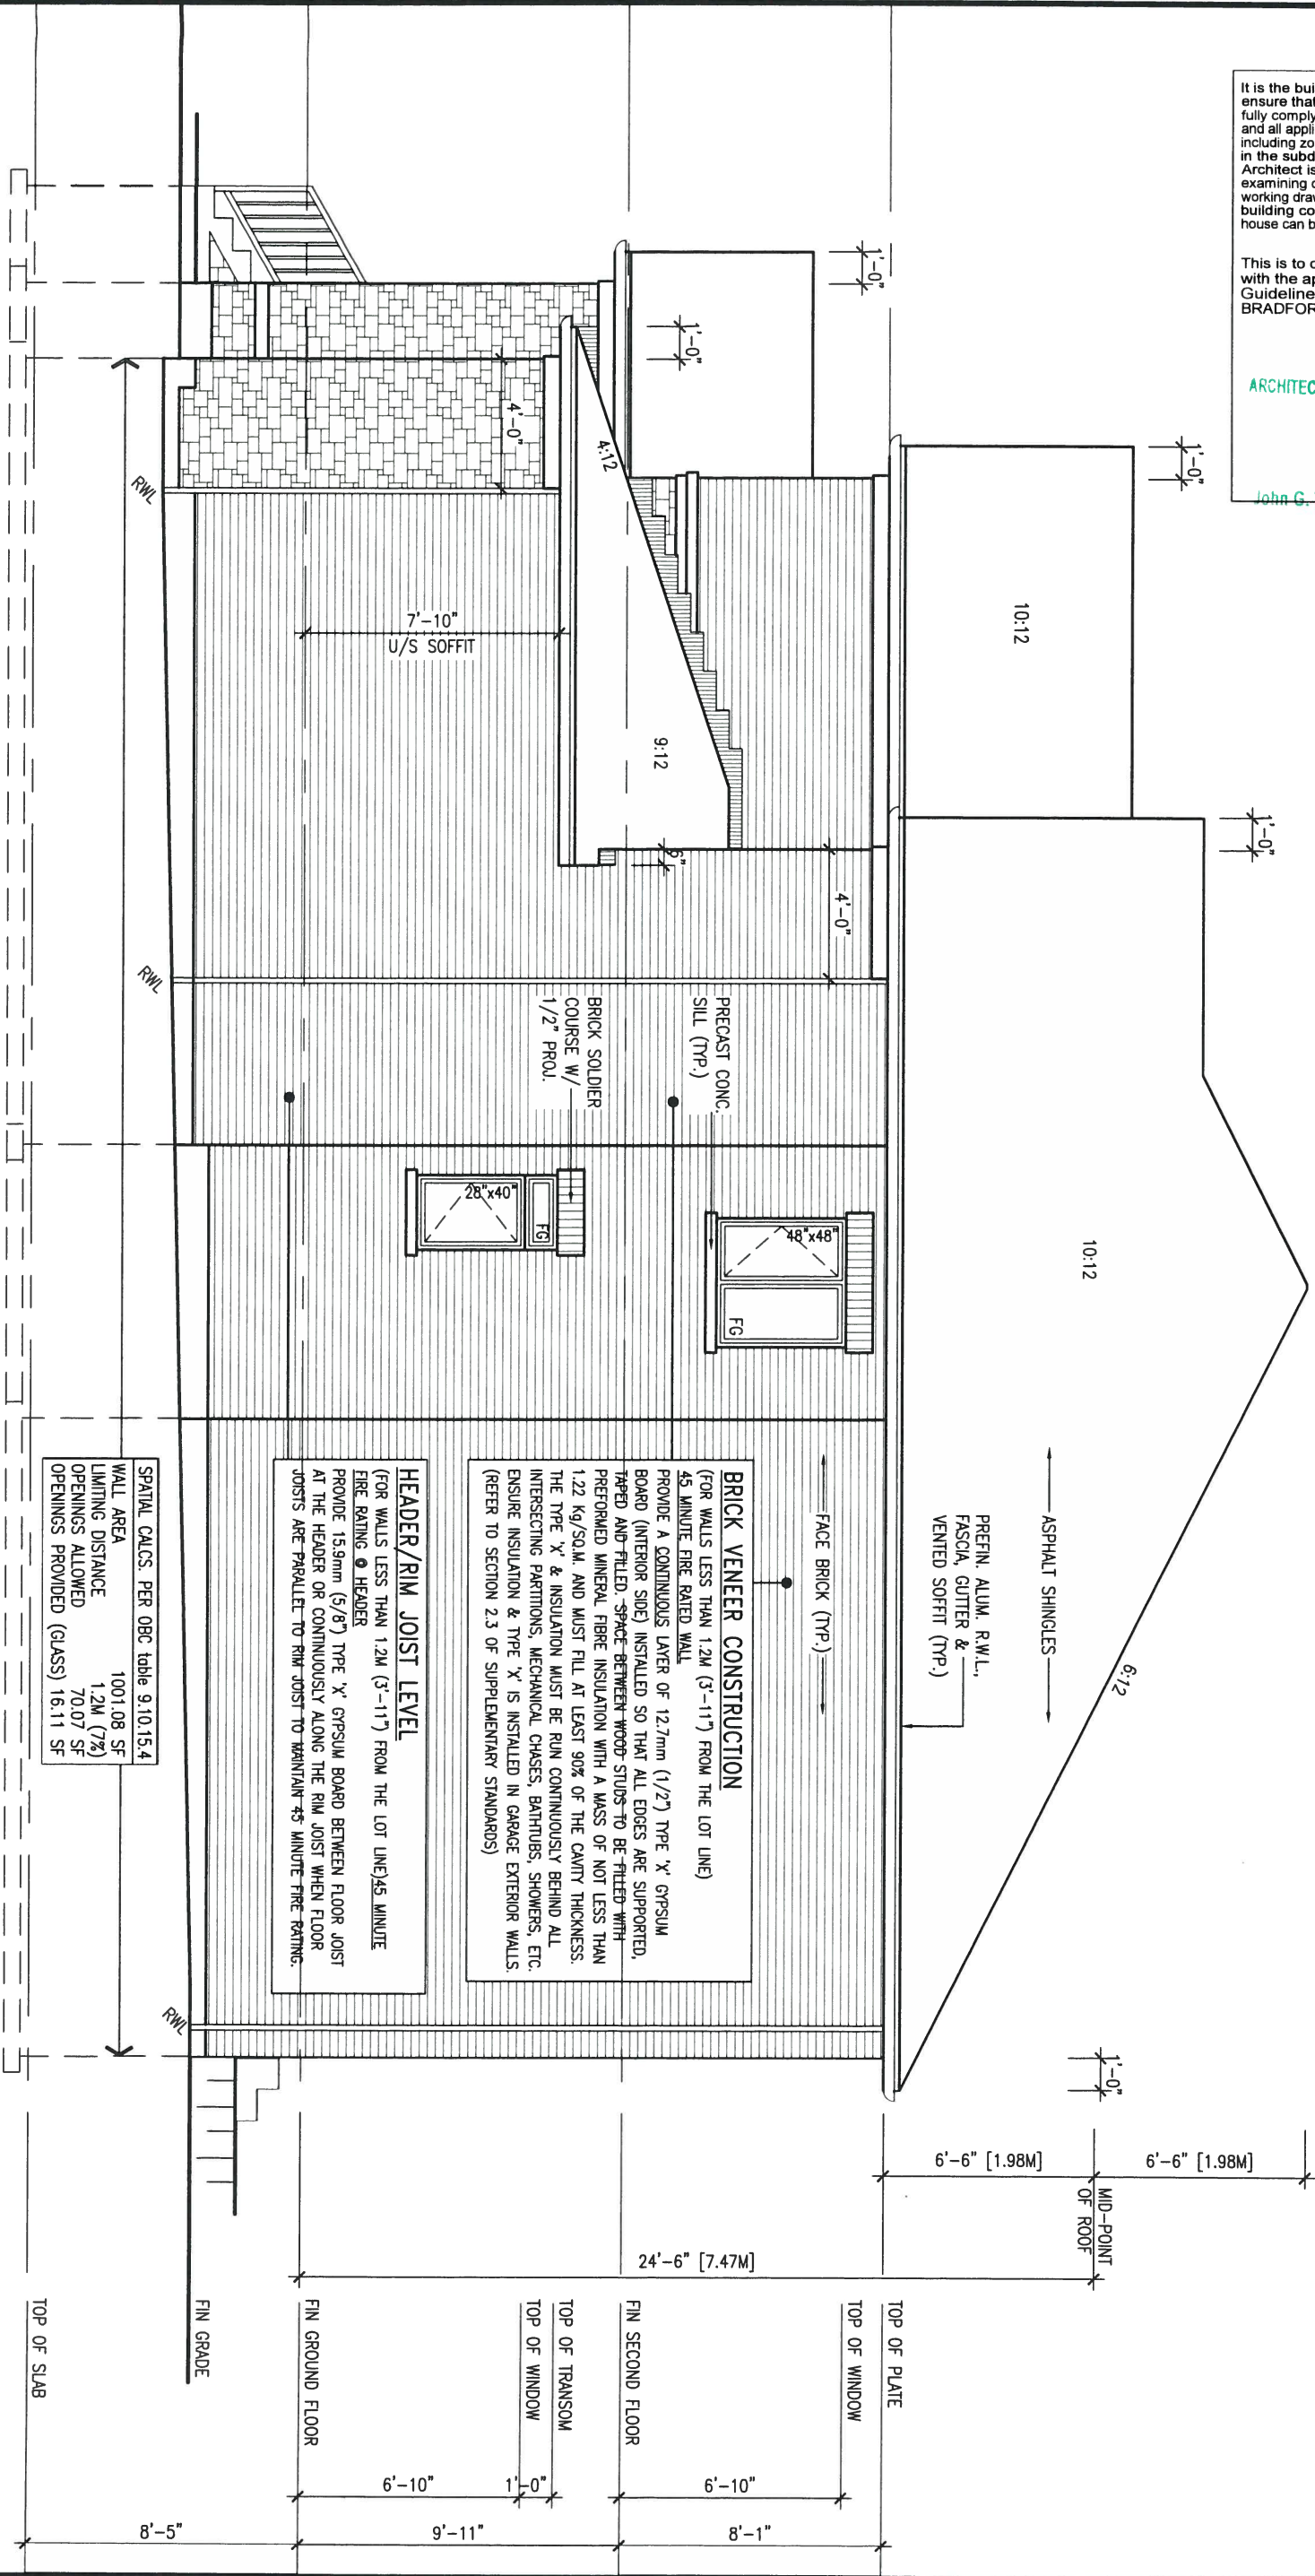 It is the bui
ensure that
fully comply
and all appli
including zo
in the subd
Architect is
examining o
working drav
building co
house can b
This is to c
with the ap
Guideline
BRADFOR
ARCHITEC
John G.
1'-0"
1'-0"
1'-0"
1'-0"
1'-0"
10:12
10:12
6:12
4:12
9:12
4'-0"
4'-0"
6"
7'-10"
U/S SOFFIT
RWL
RWL
RWL
ASPHALT SHINGLES
PREFIN. ALUM. R.W.L.,
FASCIA, GUTTER &
VENTED SOFFIT (TYP.)
FACE BRICK (TYP.)
PRECAST CONC.
SILL (TYP.)
BRICK SOLDIER
COURSE W/
1/2" PROJ.
48"x48"
FG
28"x40"
FG
BRICK VENEER CONSTRUCTION
(FOR WALLS LESS THAN 1.2M (3'-11") FROM THE LOT LINE)
45 MINUTE FIRE RATED WALL
PROVIDE A CONTINUOUS LAYER OF 12.7mm (1/2") TYPE 'X' GYPSUM
BOARD (INTERIOR SIDE) INSTALLED SO THAT ALL EDGES ARE SUPPORTED,
TAPED AND FILLED. SPACE BETWEEN WOOD STUDS TO BE FILLED WITH
PREFORMED MINERAL FIBRE INSULATION WITH A MASS OF NOT LESS THAN
1.22 Kg/SQ.M. AND MUST FILL AT LEAST 90% OF THE CAVITY THICKNESS.
THE TYPE 'X' & INSULATION MUST BE RUN CONTINUOUSLY BEHIND ALL
INTERSECTING PARTITIONS, MECHANICAL CHASES, BATHTUBS, SHOWERS, ETC.
ENSURE INSULATION & TYPE 'X' IS INSTALLED IN GARAGE EXTERIOR WALLS.
(REFER TO SECTION 2.3 OF SUPPLEMENTARY STANDARDS)
HEADER/RIM JOIST LEVEL
(FOR WALLS LESS THAN 1.2M (3'-11") FROM THE LOT LINE)45 MINUTE
FIRE RATING @ HEADER
PROVIDE 15.9mm (5/8") TYPE 'X' GYPSUM BOARD BETWEEN FLOOR JOIST
AT THE HEADER OR CONTINUOUSLY ALONG THE RIM JOIST WHEN FLOOR
JOISTS ARE PARALLEL TO RIM JOIST TO MAINTAIN 45 MINUTE FIRE RATING.
SPATIAL CALCS. PER OBC table 9.10.15.4
WALL AREA 1001.08 SF
LIMITING DISTANCE 1.2M (7%)
OPENINGS ALLOWED 70.07 SF
OPENINGS PROVIDED (GLASS) 16.11 SF
6'-6" [1.98M]
6'-6" [1.98M]
MID-POINT
OF ROOF
24'-6" [7.47M]
TOP OF PLATE
TOP OF WINDOW
FIN SECOND FLOOR
TOP OF TRANSOM
TOP OF WINDOW
FIN GROUND FLOOR
FIN GRADE
TOP OF SLAB
6'-10"
1'-0"
6'-10"
8'-1"
9'-11"
8'-5"